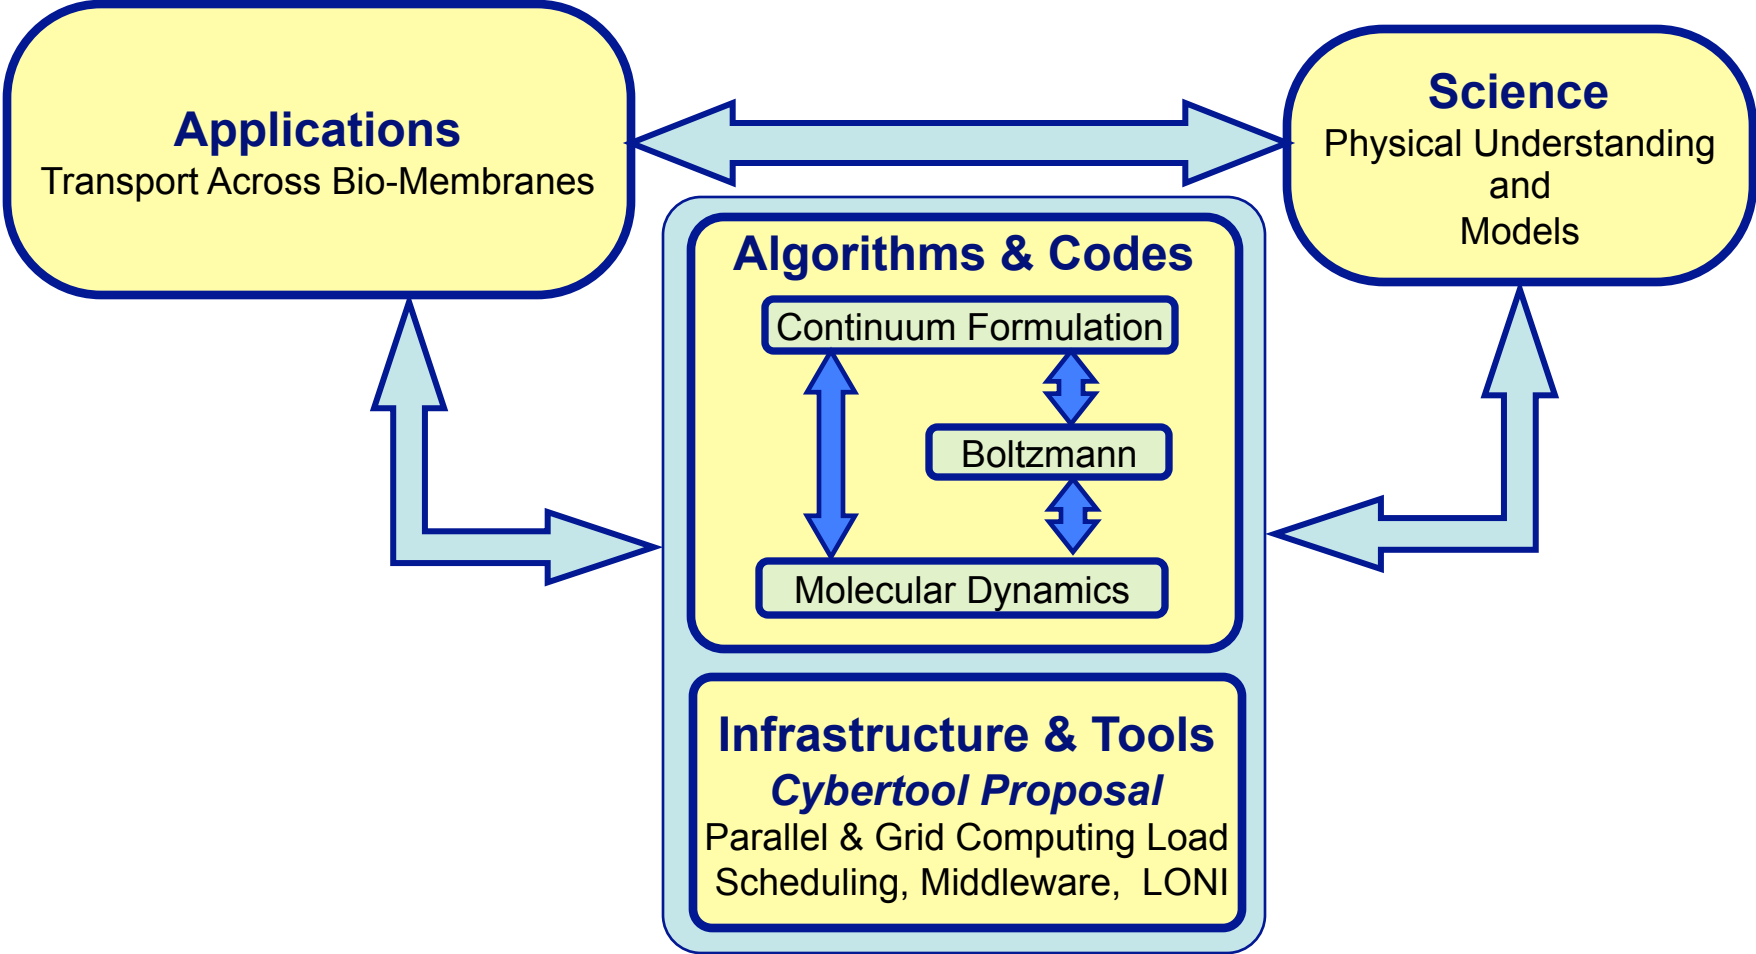 Applications
Transport Across Bio-Membranes
Science
Physical Understanding
and
Models
Algorithms & Codes
Continuum Formulation
Boltzmann
Molecular Dynamics
Infrastructure & Tools
Cybertool Proposal
Parallel & Grid Computing Load
Scheduling, Middleware, LONI